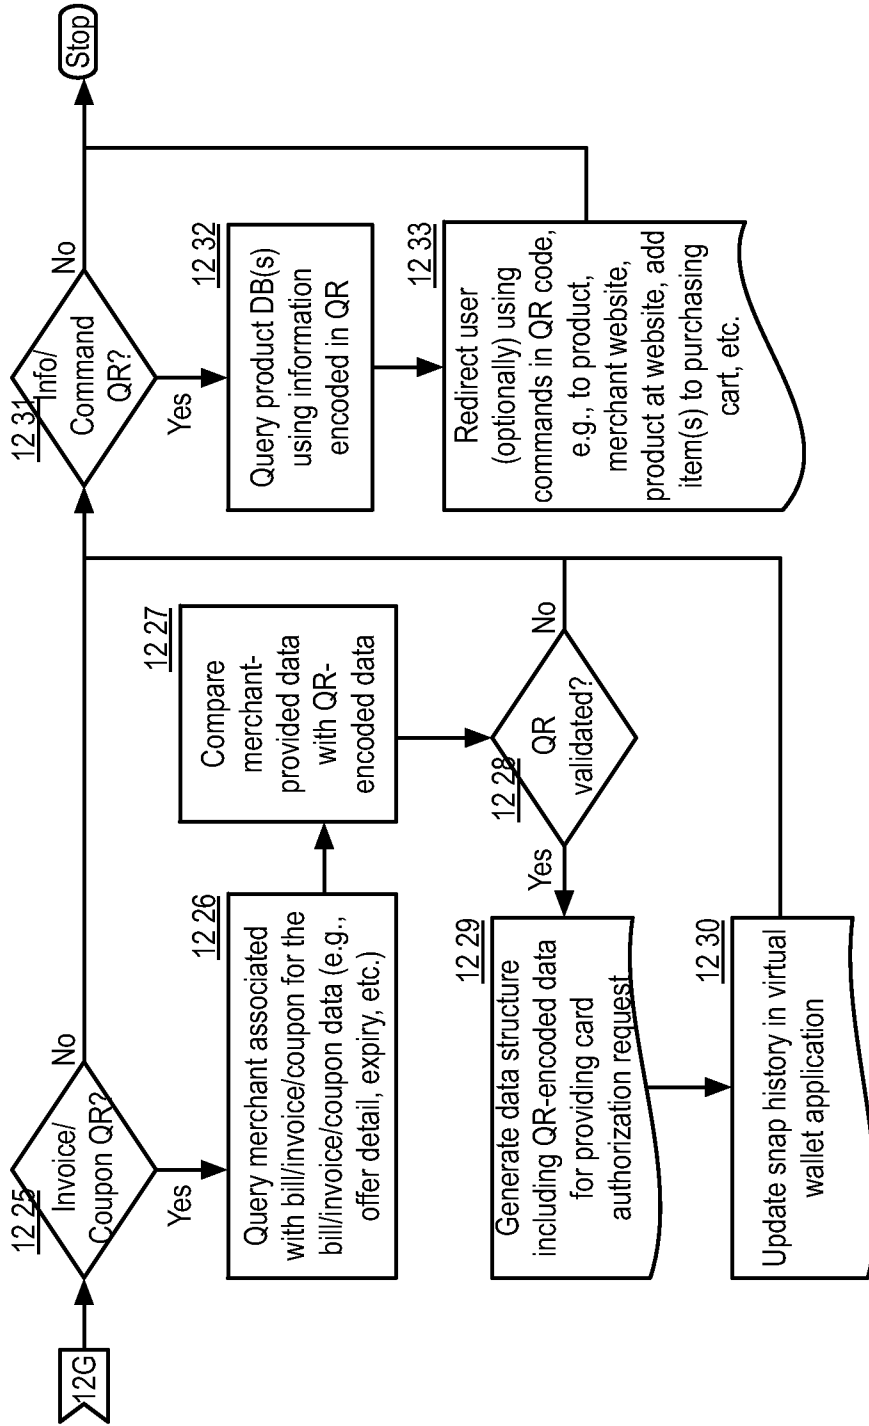 12G
12 25
Invoice/
Coupon QR?
No
Yes
12 26
Query merchant associated
with bill/invoice/coupon for the
bill/invoice/coupon data (e.g.,
offer detail, expiry, etc.)
12 27
Compare
merchant-
provided data
with QR-
encoded data
12 28
QR
validated?
No
Yes
12 29
Generate data structure
including QR-encoded data
for providing card
authorization request
12 30
Update snap history in virtual
wallet application
12 31
Info/
Command
QR?
No
Yes
12 32
Query product DB(s)
using information
encoded in QR
12 33
Redirect user
(optionally) using
commands in QR code,
e.g., to product,
merchant website,
product at website, add
item(s) to purchasing
cart, etc.
Stop